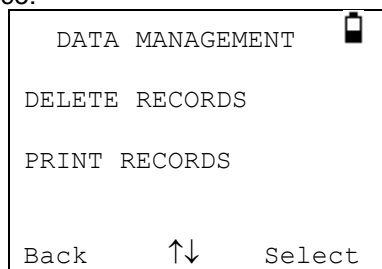 DATA MANAGEMENT
DELETE RECORDS
PRINT RECORDS
Back ↑↓ Select